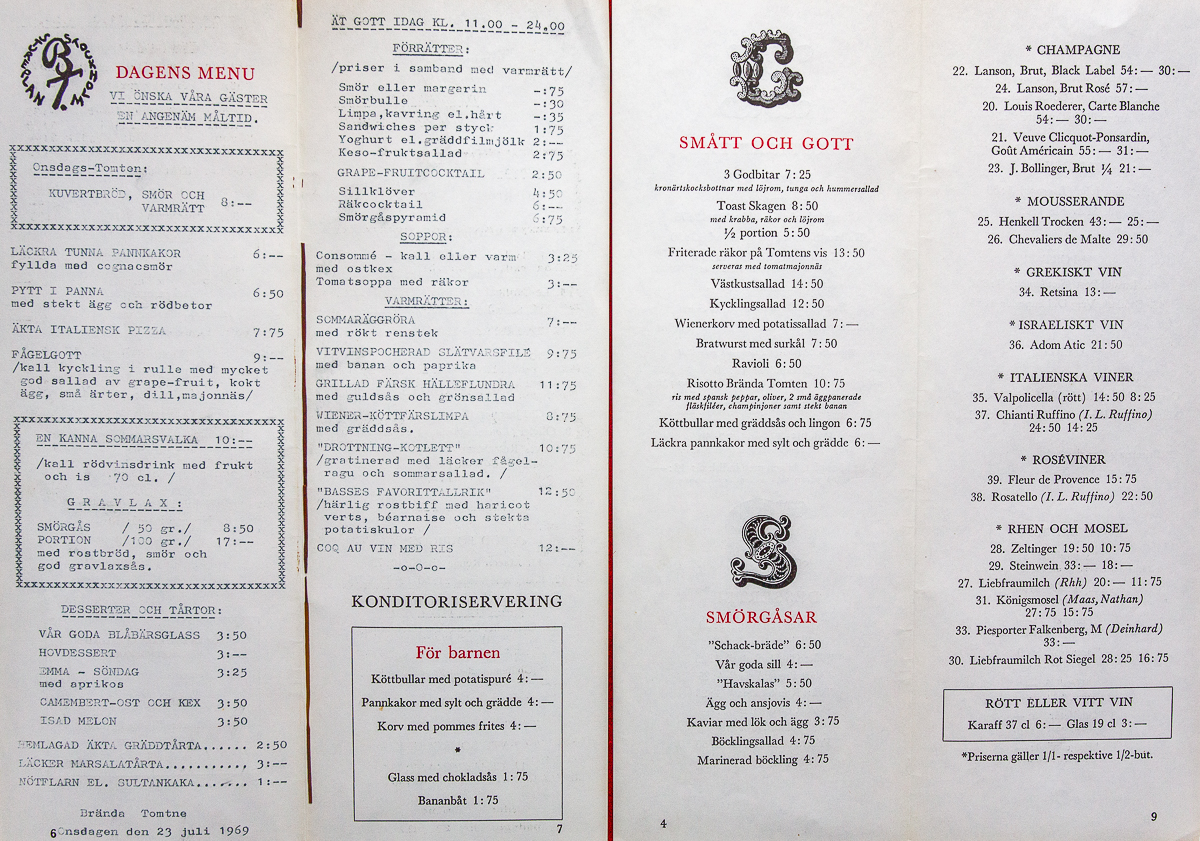 BRÄNDA TOMTEN STOCKHOLM
BT
DAGENS MENU
VI ÖNSKA VÅRA GÄSTER
EN ANGENÄM MÅLTID.
Onsdags-Tomten:
KUVERTBRÖD, SMÖR OCH
VARMRÄTT 8:--
LÄCKRA TUNNA PANNKAKOR 6:--
fyllda med cognacsmör
PYTT I PANNA 6:50
med stekt ägg och rödbetor
ÄKTA ITALIENSK PIZZA 7:75
FÅGELGOTT 9:--
/kall kyckling i rulle med mycket
god sallad av grape-fruit, kokt
ägg, små ärter, dill,majonnäs/
EN KANNA SOMMARSVALKA 10:--
/kall rödvinsdrink med frukt
och is 70 cl. /
G R A V L A X :
SMÖRGÅS / 50 gr./ 8:50
PORTION /100 gr./ 17:--
med rostbröd, smör och
god gravlaxsås.
DESSERTER OCH TÅRTOR:
VÅR GODA BLÅBÄRSGLASS 3:50
HOVDESSERT 3:--
EMMA - SÖNDAG 3:25
med aprikos
CAMEMBERT-OST OCH KEX 3:50
ISAD MELON 3:50
HEMLAGAD ÄKTA GRÄDDTÅRTA...... 2:50
LÄCKER MARSALATÅRTA........... 3:--
NÖTFLARN EL. SULTANKAKA....... 1:--
Brända Tomtne
6 Onsdagen den 23 juli 1969
ÄT GOTT IDAG KL. 11.00 - 24.00
FÖRRÄTTER:
/priser i samband med varmrätt/
Smör eller margarin -:75
Smörbulle -:30
Limpa,kavring el.hårt -:35
Sandwiches per styck 1:75
Yoghurt el.gräddfilmjölk 2:--
Keso-fruktsallad 2:75
GRAPE-FRUITCOCKTAIL 2:50
Sillklöver 4:50
Räkcocktail 6:--
Smörgåspyramid 6:75
SOPPOR:
Consommé - kall eller varm 3:25
med ostkex
Tomatsoppa med räkor 3:--
VARMRÄTTER:
SOMMARÄGGRÖRA 7:--
med rökt renstek
VITVINSPOCHERAD SLÄTVARSFILE 9:75
med banan och paprika
GRILLAD FÄRSK HÄLLEFLUNDRA 11:75
med guldsås och grönsallad
WIENER-KÖTTFÄRSLIMPA 8:75
med gräddsås.
"DROTTNING-KOTLETT" 10:75
/gratinerad med läcker fågel-
ragu och sommarsallad. /
"BASSES FAVORITTALLRIK" 12:50
/härlig rostbiff med haricot
verts, béarnaise och stekta
potatiskulor /
COQ AU VIN MED RIS 12:--
-o-O-o-
KONDITORISERVERING
För barnen
Köttbullar med potatispuré 4: —
Pannkakor med sylt och grädde 4: —
Korv med pommes frites 4: —
*
Glass med chokladsås 1:75
Bananbåt 1:75
7
G
SMÅTT OCH GOTT
3 Godbitar 7:25
kronärtskocksbottnar med löjrom, tunga och hummersallad
Toast Skagen 8:50
med krabba, räkor och löjrom
½ portion 5:50
Friterade räkor på Tomtens vis 13:50
serveras med tomatmajonnäs
Västkustsallad 14:50
Kycklingsallad 12:50
Wienerkorv med potatissallad 7: —
Bratwurst med surkål 7:50
Ravioli 6:50
Risotto Brända Tomten 10:75
ris med spansk peppar, oliver, 2 små äggpanerade
fläskfiléer, champinjoner samt stekt banan
Köttbullar med gräddsås och lingon 6:75
Läckra pannkakor med sylt och grädde 6: —
S
SMÖRGÅSAR
”Schack-bräde” 6:50
Vår goda sill 4: —
”Havskalas” 5:50
Ägg och ansjovis 4: —
Kaviar med lök och ägg 3:75
Böcklingsallad 4:75
Marinerad böckling 4:75
4
* CHAMPAGNE
22. Lanson, Brut, Black Label 54: — 30: —
24. Lanson, Brut Rosé 57: —
20. Louis Roederer, Carte Blanche
54: — 30: —
21. Veuve Clicquot-Ponsardin,
Goût Américain 55: — 31: —
23. J. Bollinger, Brut ¼ 21: —
* MOUSSERANDE
25. Henkell Trocken 43: — 25: —
26. Chevaliers de Malte 29:50
* GREKISKT VIN
34. Retsina 13: —
*ISRAELISKT VIN
36. Adom Atic 21:50
* ITALIENSKA VINER
35. Valpolicella (rött) 14:50 8:25
37. Chianti Ruffino (I. L. Ruffino)
24:50 14:25
* ROSÉVINER
39. Fleur de Provence 15:75
38. Rosatello (I. L. Ruffino) 22:50
* RHEN OCH MOSEL
28. Zeltinger 19:50 10:75
29. Steinwein 33: — 18: —
27. Liebfraumilch (Rhh) 20: — 11:75
31. Königsmosel (Maas, Nathan)
27:75 15:75
33. Piesporter Falkenberg, M (Deinhard)
33: —
30. Liebfraumilch Rot Siegel 28:25 16:75
RÖTT ELLER VITT VIN
Karaff 37 cl 6: — Glas 19 cl 3: —
*Priserna gäller 1/1- respektive 1/2-but.
9